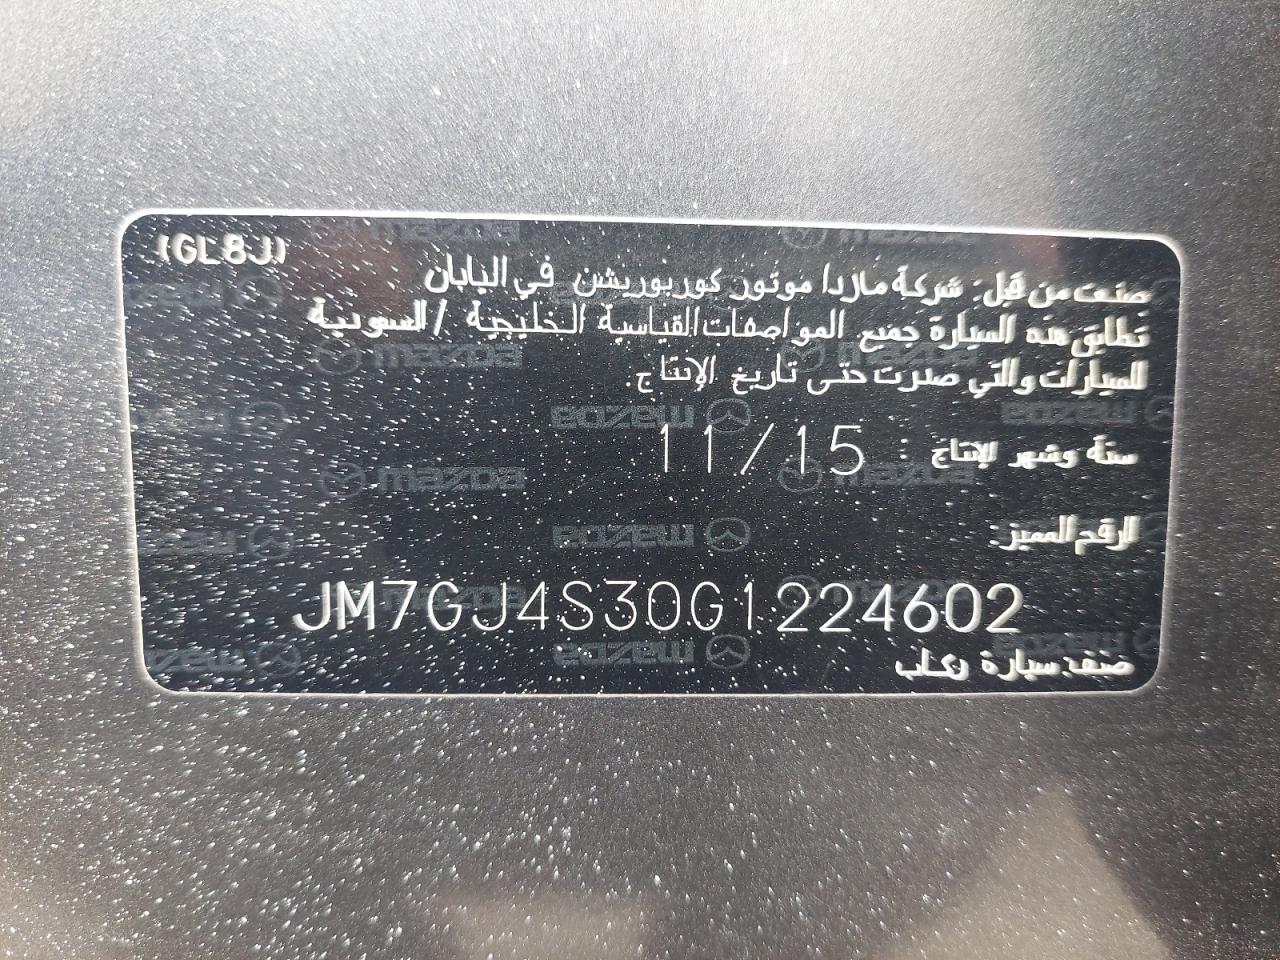 (GL8J)
صنعت من قبل: شركة مازدا موتور كوربوريشن في اليابان
تطابق هذه السيارة جميع المواصفات القياسية الخليجية / السعودية
للسيارات والتي صدرت حتى تاريخ الإنتاج.
سنة وشهر الإنتاج : 11/15
الرقم المميز:
JM7GJ4S30G1224602
صنف: سيارة ركاب
mazda